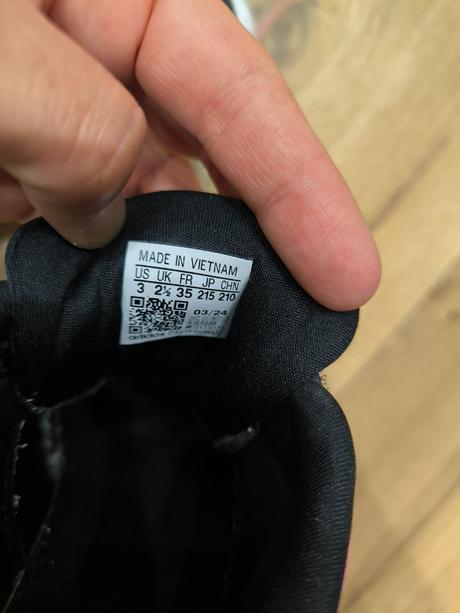 MADE IN VIETNAM
US UK FR JP CHN
3 2½ 35 215 210
03/24
adidas